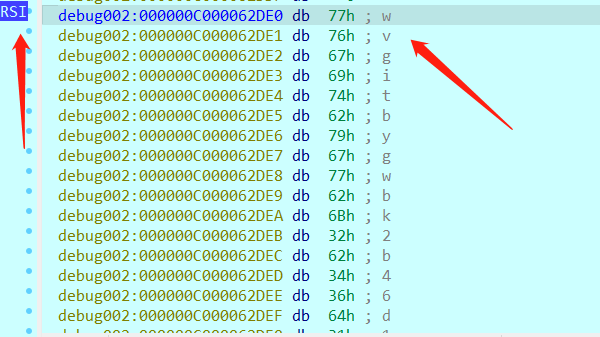 RSI
debug002:000000C000062DE0 db 77h ; w
debug002:000000C000062DE1 db 76h ; v
debug002:000000C000062DE2 db 67h ; g
debug002:000000C000062DE3 db 69h ; i
debug002:000000C000062DE4 db 74h ; t
debug002:000000C000062DE5 db 62h ; b
debug002:000000C000062DE6 db 79h ; y
debug002:000000C000062DE7 db 67h ; g
debug002:000000C000062DE8 db 77h ; w
debug002:000000C000062DE9 db 62h ; b
debug002:000000C000062DEA db 6Bh ; k
debug002:000000C000062DEB db 32h ; 2
debug002:000000C000062DEC db 62h ; b
debug002:000000C000062DED db 34h ; 4
debug002:000000C000062DEE db 36h ; 6
debug002:000000C000062DEF db 64h ; d